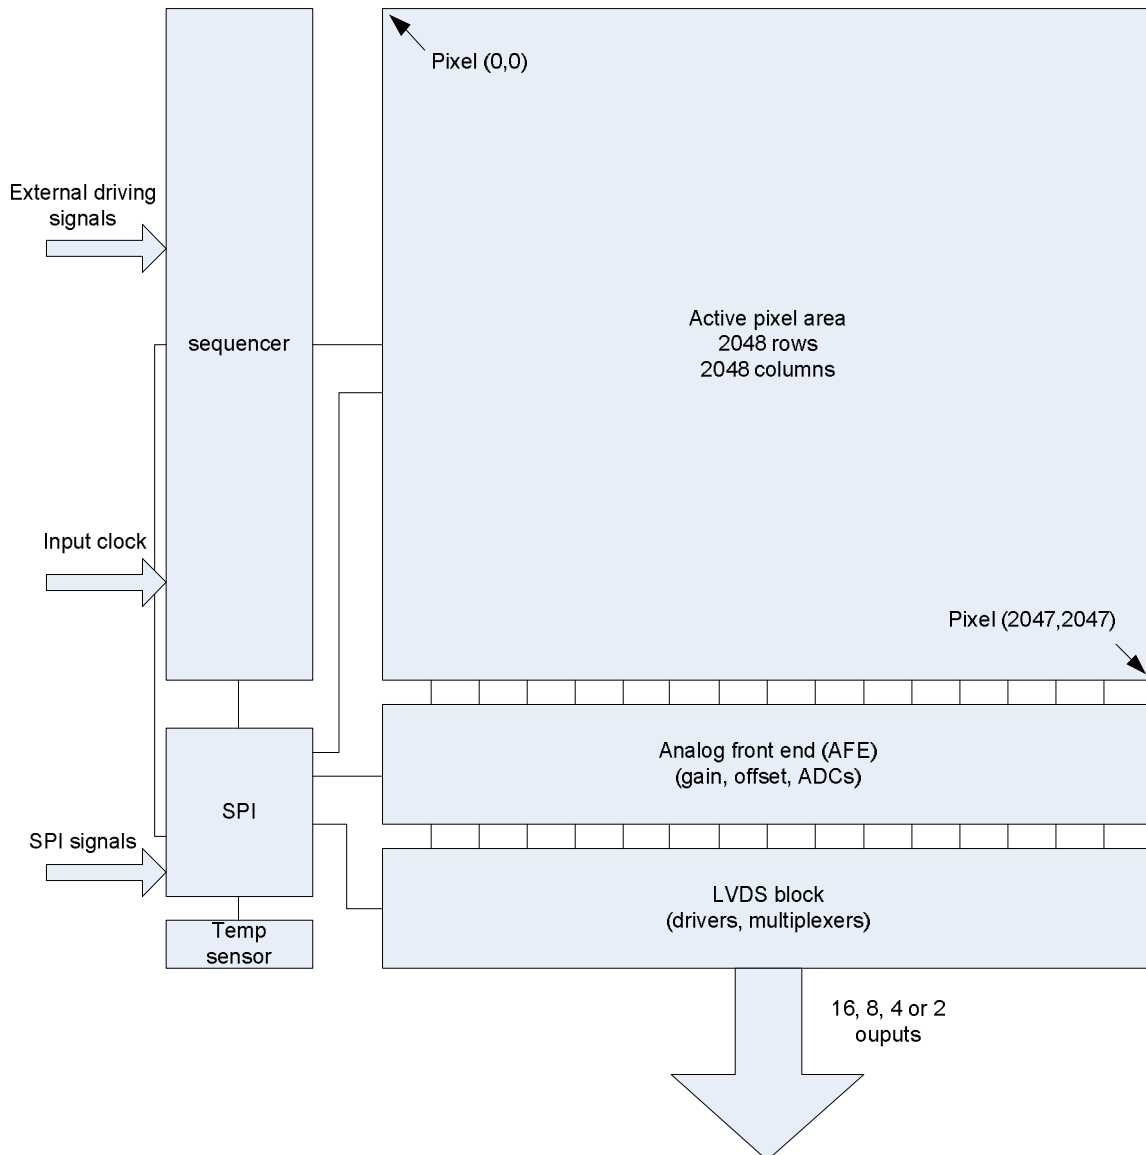 Pixel (0,0)
External driving
signals
Active pixel area
2048 rows
2048 columns
sequencer
Input clock
Pixel (2047,2047)
Analog front end (AFE)
(gain, offset, ADCs)
SPI
SPI signals
LVDS block
(drivers, multiplexers)
Temp
sensor
16, 8, 4 or 2
ouputs